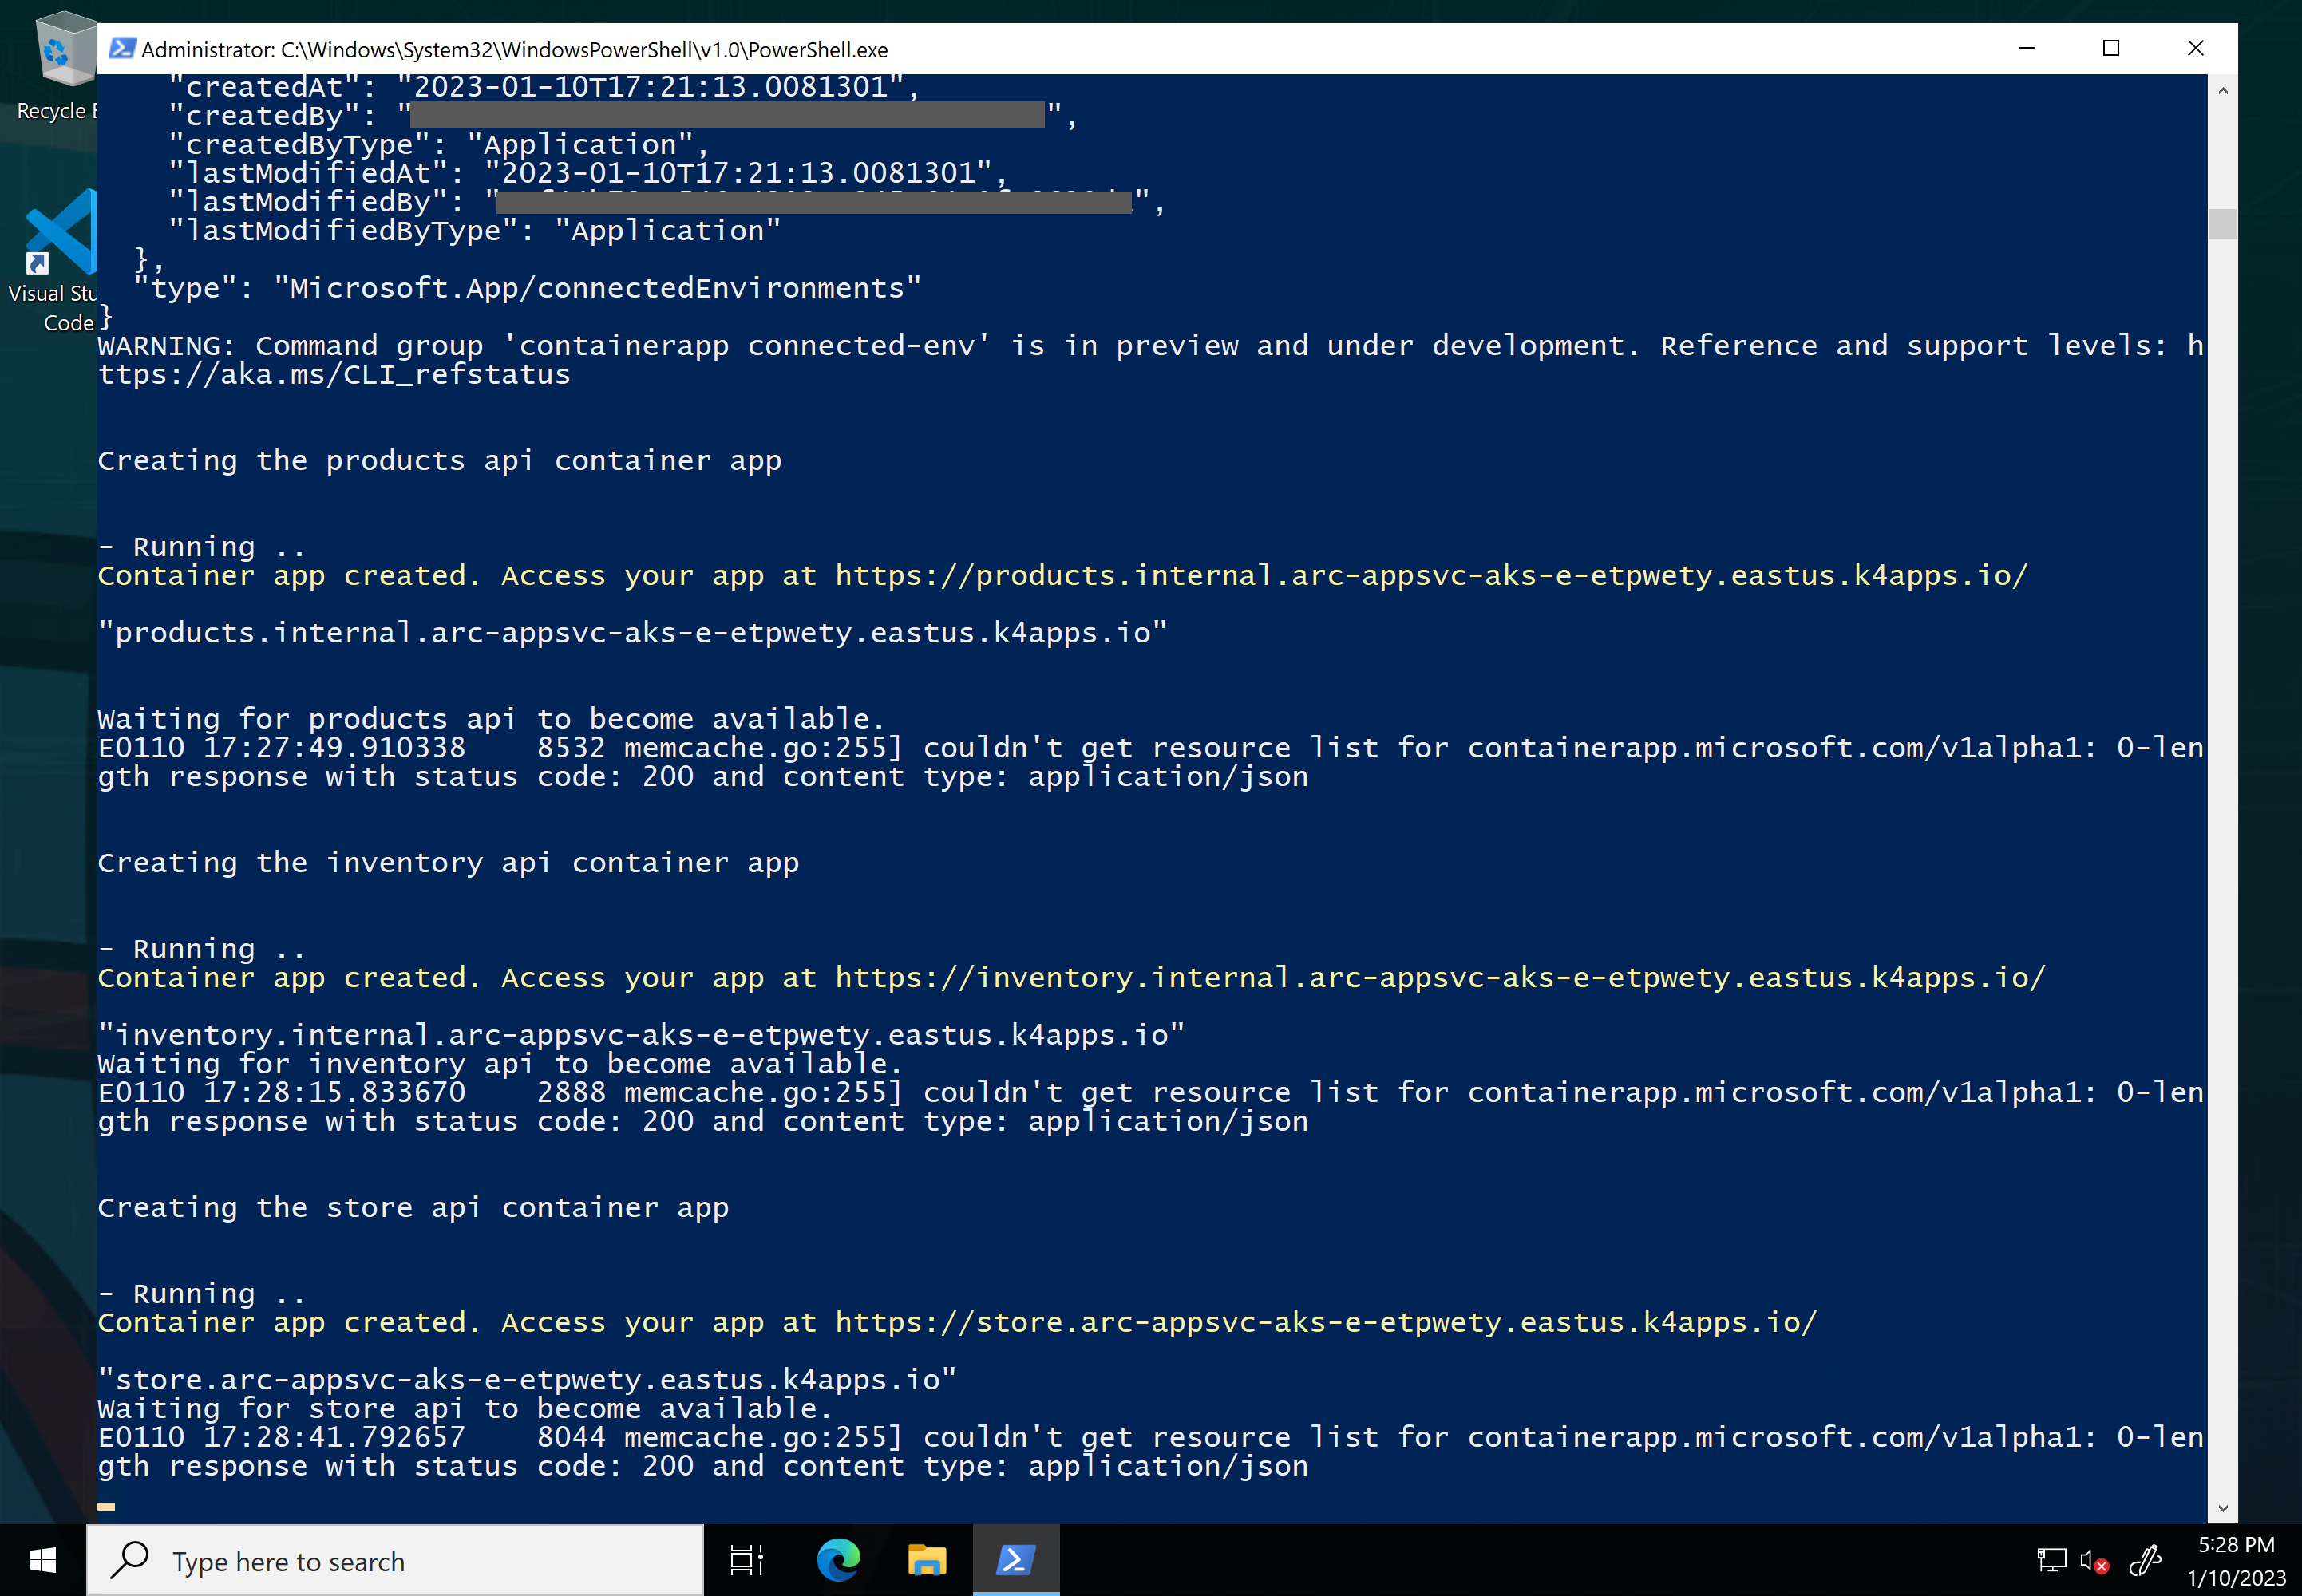 Administrator: C:\Windows\System32\WindowsPowerShell\v1.0\PowerShell.exe
Recycle
Visual Stu
Code
"createdAt": "2023-01-10T17:21:13.0081301",
"createdBy": "",
"createdByType": "Application",
"lastModifiedAt": "2023-01-10T17:21:13.0081301",
"lastModifiedBy": "",
"lastModifiedByType": "Application"
},
"type": "Microsoft.App/connectedEnvironments"
}
WARNING: Command group 'containerapp connected-env' is in preview and under development. Reference and support levels: h
ttps://aka.ms/CLI_refstatus
Creating the products api container app
- Running ..
Container app created. Access your app at https://products.internal.arc-appsvc-aks-e-etpwety.eastus.k4apps.io/
"products.internal.arc-appsvc-aks-e-etpwety.eastus.k4apps.io"
Waiting for products api to become available.
E0110 17:27:49.910338    8532 memcache.go:255] couldn't get resource list for containerapp.microsoft.com/v1alpha1: 0-len
gth response with status code: 200 and content type: application/json
Creating the inventory api container app
- Running ..
Container app created. Access your app at https://inventory.internal.arc-appsvc-aks-e-etpwety.eastus.k4apps.io/
"inventory.internal.arc-appsvc-aks-e-etpwety.eastus.k4apps.io"
Waiting for inventory api to become available.
E0110 17:28:15.833670    2888 memcache.go:255] couldn't get resource list for containerapp.microsoft.com/v1alpha1: 0-len
gth response with status code: 200 and content type: application/json
Creating the store api container app
- Running ..
Container app created. Access your app at https://store.arc-appsvc-aks-e-etpwety.eastus.k4apps.io/
"store.arc-appsvc-aks-e-etpwety.eastus.k4apps.io"
Waiting for store api to become available.
E0110 17:28:41.792657    8044 memcache.go:255] couldn't get resource list for containerapp.microsoft.com/v1alpha1: 0-len
gth response with status code: 200 and content type: application/json
Type here to search
5:28 PM
1/10/2023